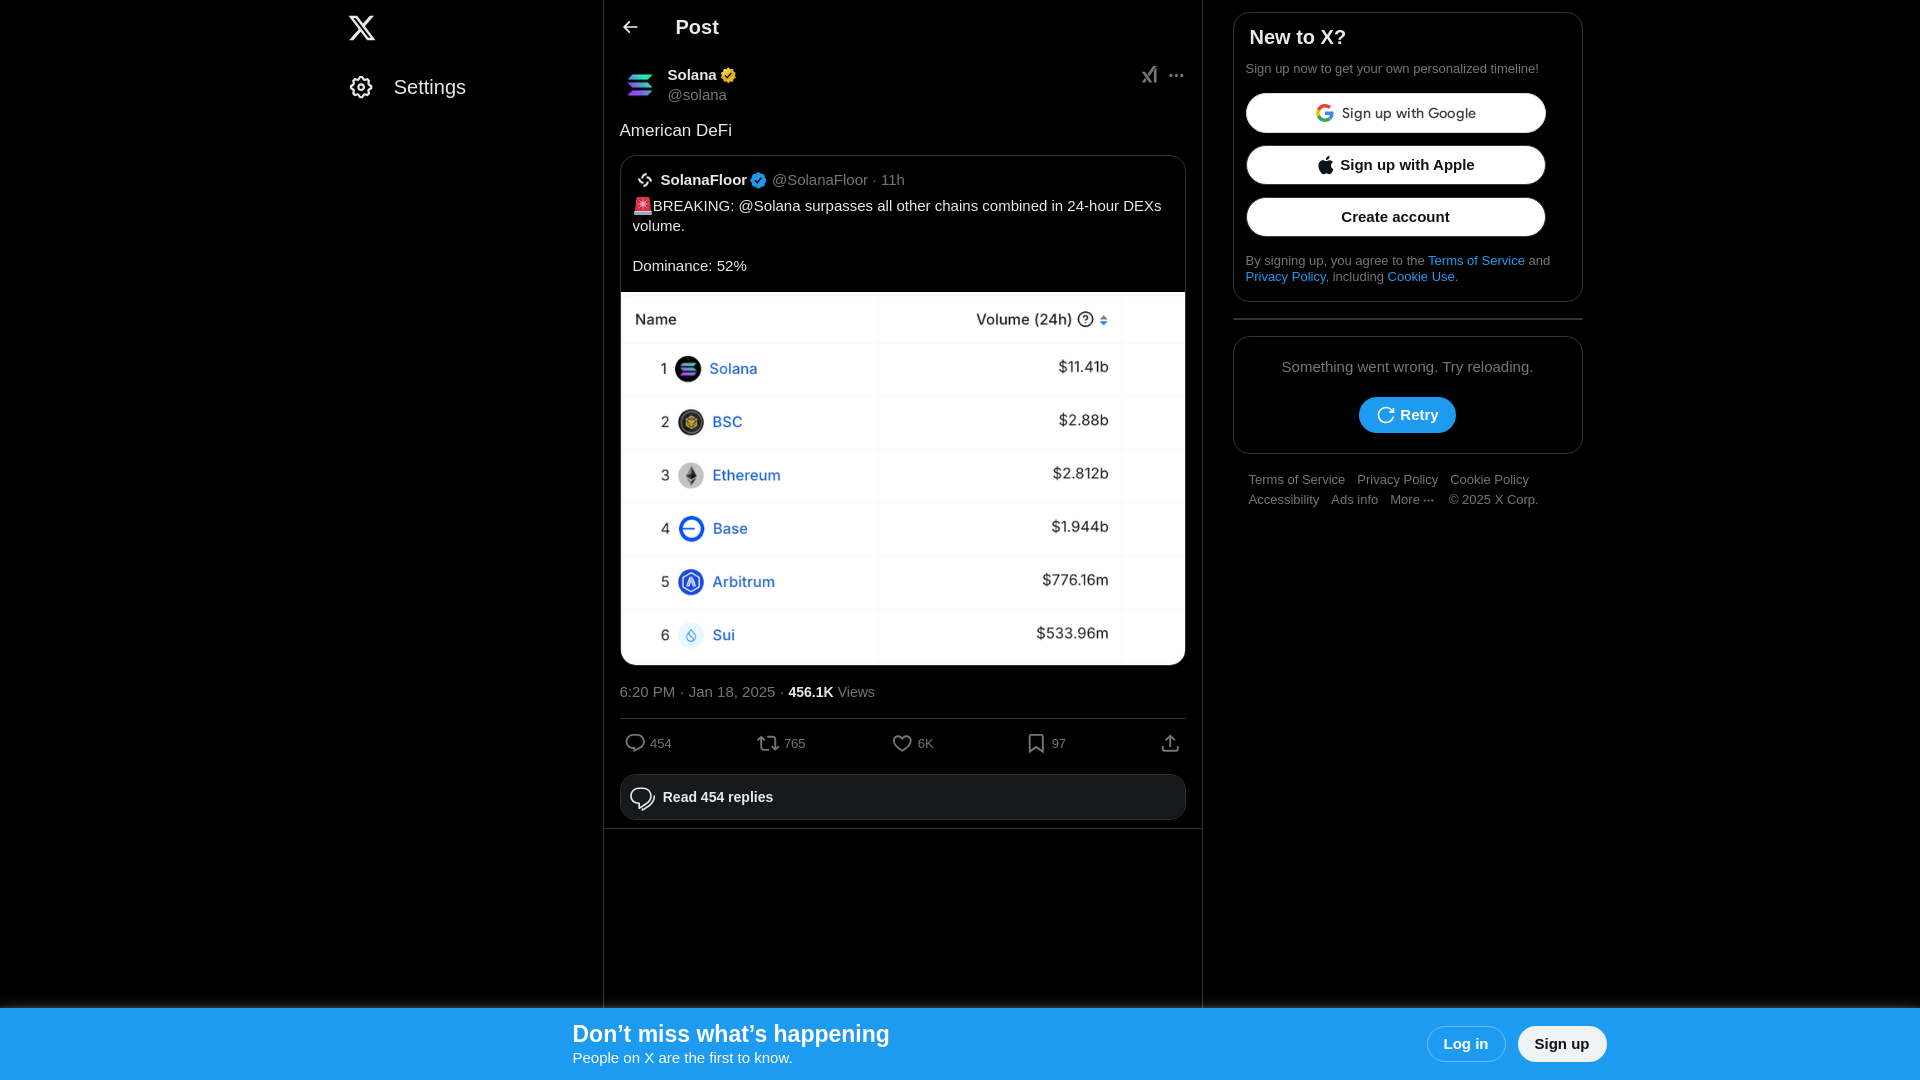 Settings
Post
Solana
@solana
American DeFi
SolanaFloor @SolanaFloor · 11h
🚨BREAKING: @Solana surpasses all other chains combined in 24-hour DEXs
volume.
Dominance: 52%
Name Volume (24h)
1 Solana $11.41b
2 BSC $2.88b
3 Ethereum $2.812b
4 Base $1.944b
5 Arbitrum $776.16m
6 Sui $533.96m
6:20 PM · Jan 18, 2025 · 456.1K Views
454 765 6K 97
Read 454 replies
New to X?
Sign up now to get your own personalized timeline!
Sign up with Google
Sign up with Apple
Create account
By signing up, you agree to the Terms of Service and
Privacy Policy, including Cookie Use.
Something went wrong. Try reloading.
Retry
Terms of Service Privacy Policy Cookie Policy
Accessibility Ads info More ··· © 2025 X Corp.
Don’t miss what’s happening
People on X are the first to know.
Log in Sign up